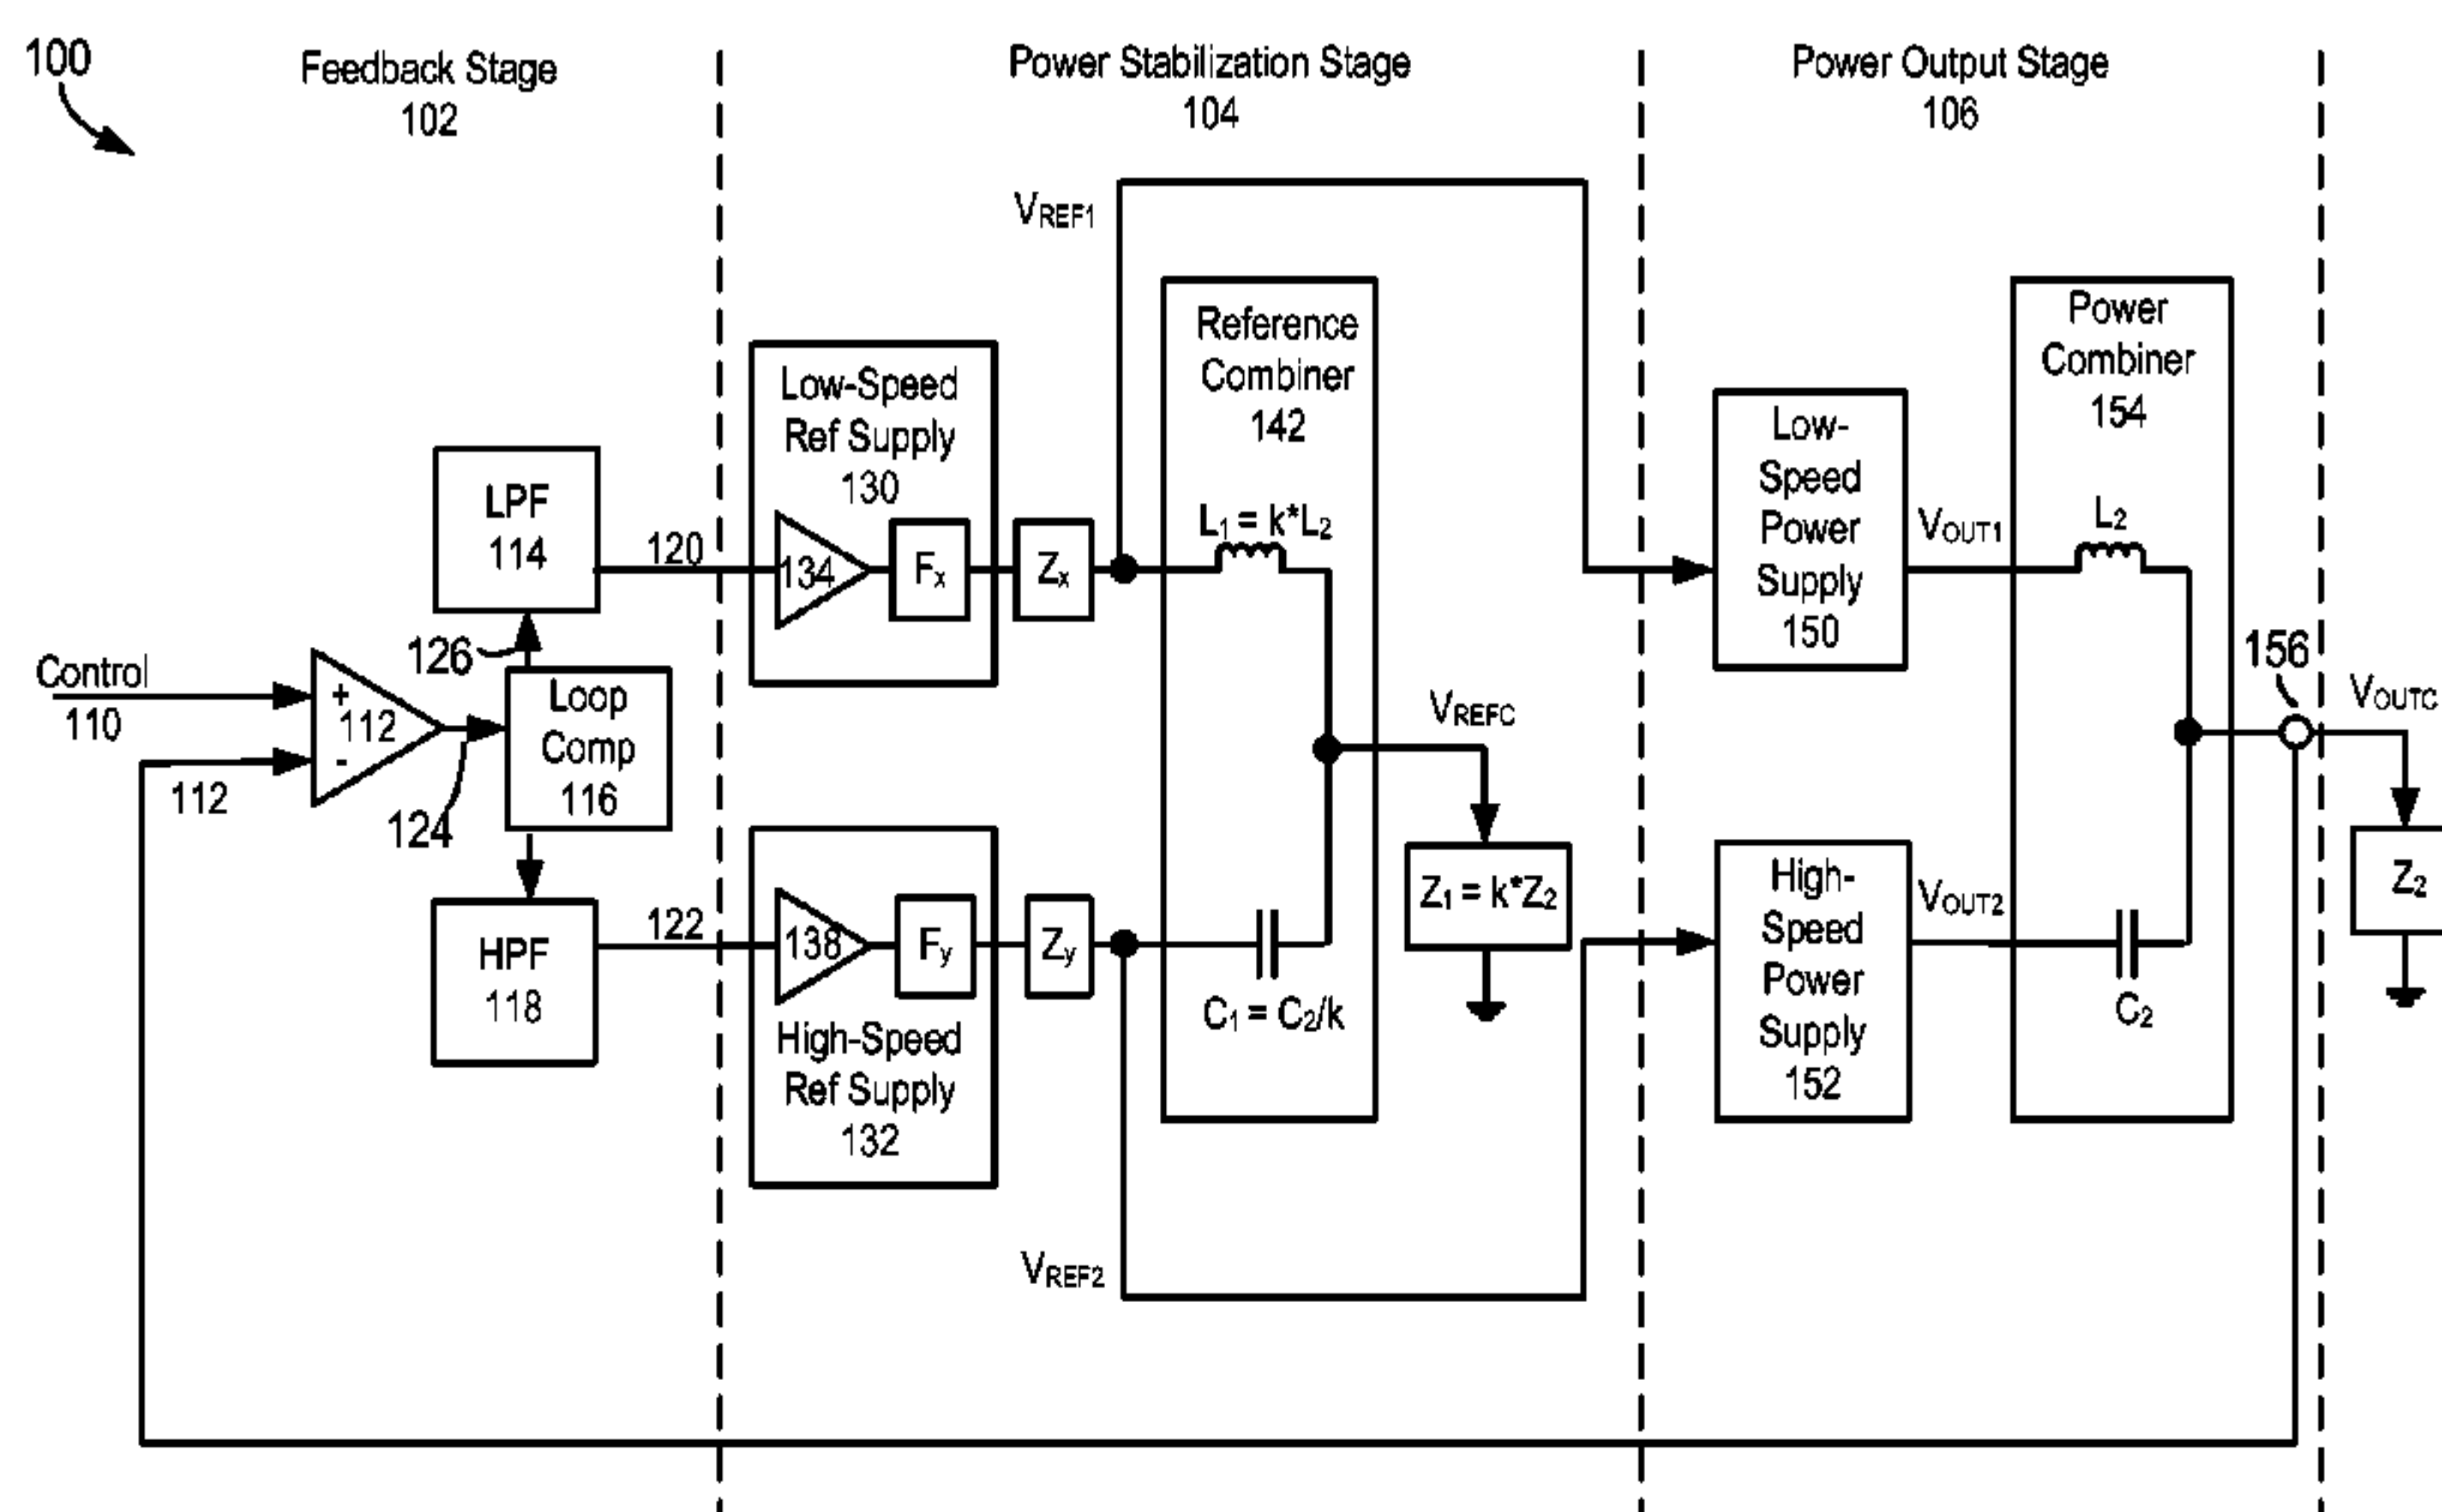 100
Feedback Stage
102
Power Stabilization Stage
104
Power Output Stage
106
VREF1
Reference
Combiner
142
L1 = k*L2
Low-Speed
Ref Supply
130
134
Fx
Zx
LPF
114
120
126
Control
110
+
112
-
112
124
Loop
Comp
116
HPF
118
122
138
Fy
Zy
High-Speed
Ref Supply
132
C1 = C2/k
VREFC
Z1 = k*Z2
VREF2
Low-
Speed
Power
Supply
150
VOUT1
Power
Combiner
154
L2
High-
Speed
Power
Supply
152
VOUT2
C2
156
VOUTC
Z2